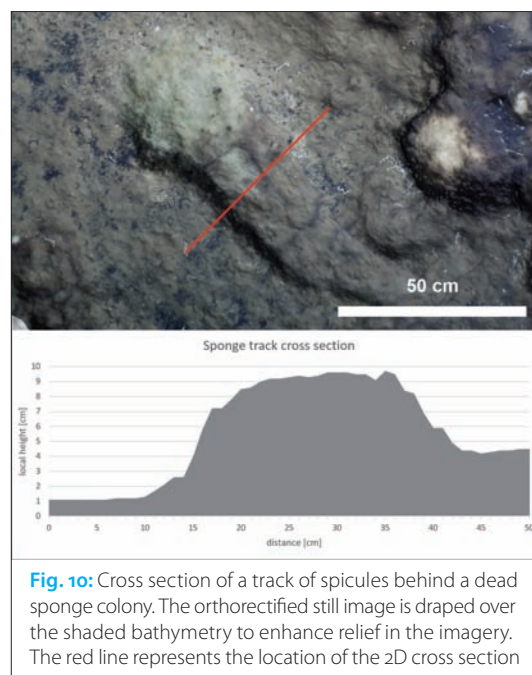 50 cm
Sponge track cross section
10
9
8
7
6
5
4
3
2
1
0
local height [cm]
0 5 10 15 20 25 30 35 40 45 50
distance [cm]
Fig. 10: Cross section of a track of spicules behind a dead
sponge colony. The orthorectified still image is draped over
the shaded bathymetry to enhance relief in the imagery.
The red line represents the location of the 2D cross section